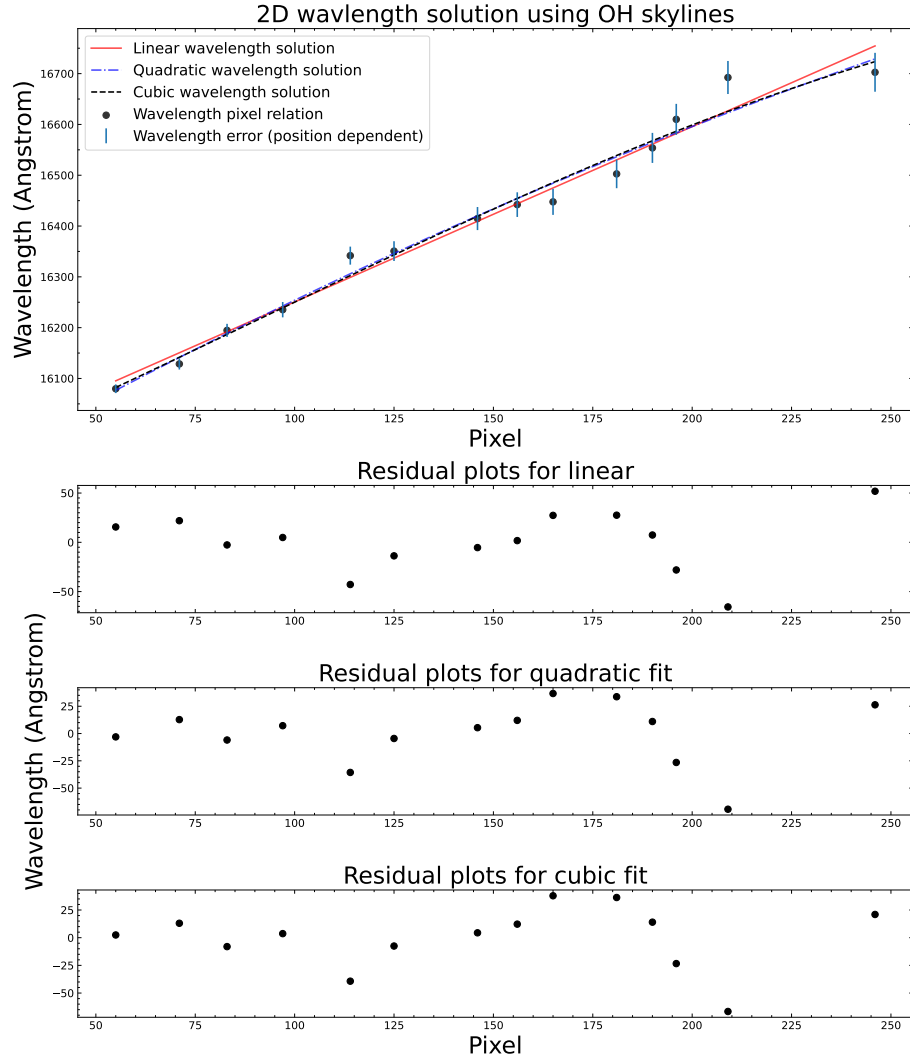 2D wavlength solution using OH skylines
Linear wavelength solution
Quadratic wavelength solution
Cubic wavelength solution
Wavelength pixel relation
Wavelength error (position dependent)
Wavelength (Angstrom)
16700
16600
16500
16400
16300
16200
16100
50 75 100 125 150 175 200 225 250
Pixel
Residual plots for linear
50
0
−50
50 75 100 125 150 175 200 225 250
Wavelength (Angstrom)
Residual plots for quadratic fit
25
0
−25
−50
50 75 100 125 150 175 200 225 250
Residual plots for cubic fit
25
0
−25
−50
50 75 100 125 150 175 200 225 250
Pixel